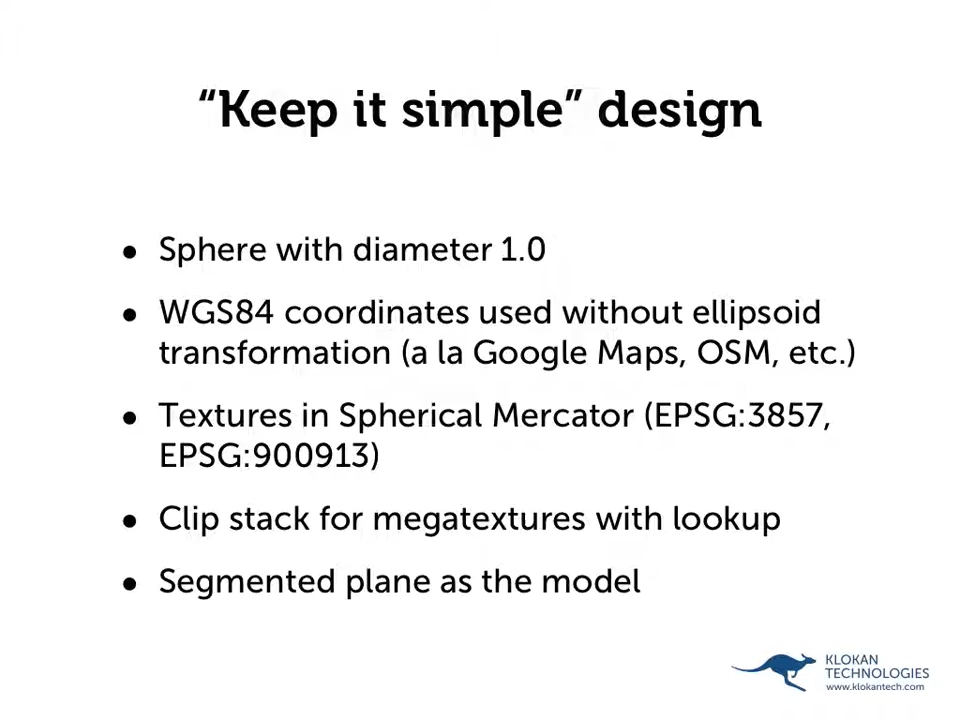 “Keep it simple” design
• Sphere with diameter 1.0
• WGS84 coordinates used without ellipsoid
transformation (a la Google Maps, OSM, etc.)
• Textures in Spherical Mercator (EPSG:3857,
EPSG:900913)
• Clip stack for megatextures with lookup
• Segmented plane as the model
KLOKAN
TECHNOLOGIES
www.klokantech.com